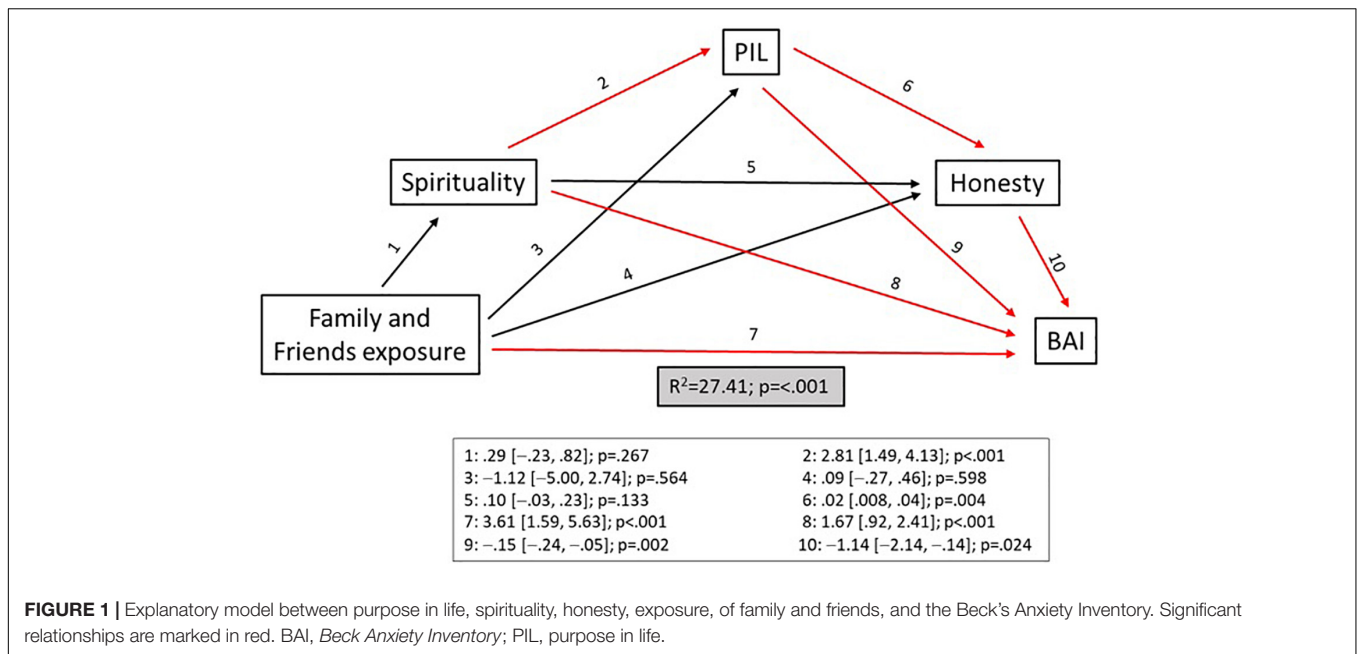 PIL
2
6
Spirituality
5
Honesty
1
3
4
9
8
10
Family and
Friends exposure
7
BAI
R²=27.41; p=<.001
1: .29 [−.23, .82]; p=.267
2: 2.81 [1.49, 4.13]; p<.001
3: −1.12 [−5.00, 2.74]; p=.564
4: .09 [−.27, .46]; p=.598
5: .10 [−.03, .23]; p=.133
6: .02 [.008, .04]; p=.004
7: 3.61 [1.59, 5.63]; p<.001
8: 1.67 [.92, 2.41]; p<.001
9: −.15 [−.24, −.05]; p=.002
10: −1.14 [−2.14, −.14]; p=.024
FIGURE 1 | Explanatory model between purpose in life, spirituality, honesty, exposure, of family and friends, and the Beck's Anxiety Inventory. Significant
relationships are marked in red. BAI, Beck Anxiety Inventory; PIL, purpose in life.